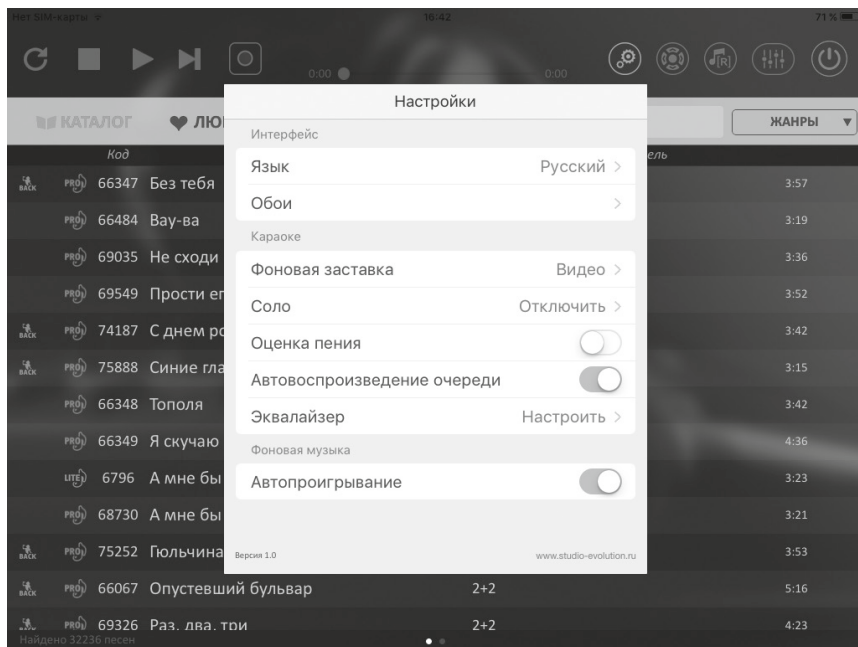 Нет SIM-карты 16:42 71 %
0:00 0:00
[R]
Настройки
КАТАЛОГ ЛЮ ЖАНРЫ
Интерфейс
Код ель
Язык Русский
BACK PRO 66347 Без тебя 3:57
Обои
PRO 66484 Вау-ва 3:19
Караоке
PRO 69035 Не сходи 3:36
Фоновая заставка Видео
PRO 69549 Прости ег 3:52
Соло Отключить
BACK PRO 74187 С днем ро 3:42
Оценка пения
BACK PRO 75888 Синие гла 3:15
Автовоспроизведение очереди
PRO 66348 Тополя 3:42
Эквалайзер Настроить
PRO 66349 Я скучаю 4:36
Фоновая музыка
LITE 6796 А мне бы 3:23
Автопроигрывание
PRO 68730 А мне бы 3:21
BACK PRO 75252 Гюльчина 3:53
Версия 1.0 www.studio-evolution.ru
BACK PRO 66067 Опустевший бульвар 2+2 5:16
BACK PRO 69326 Раз, два, три 2+2 4:23
Найдено 32236 песен